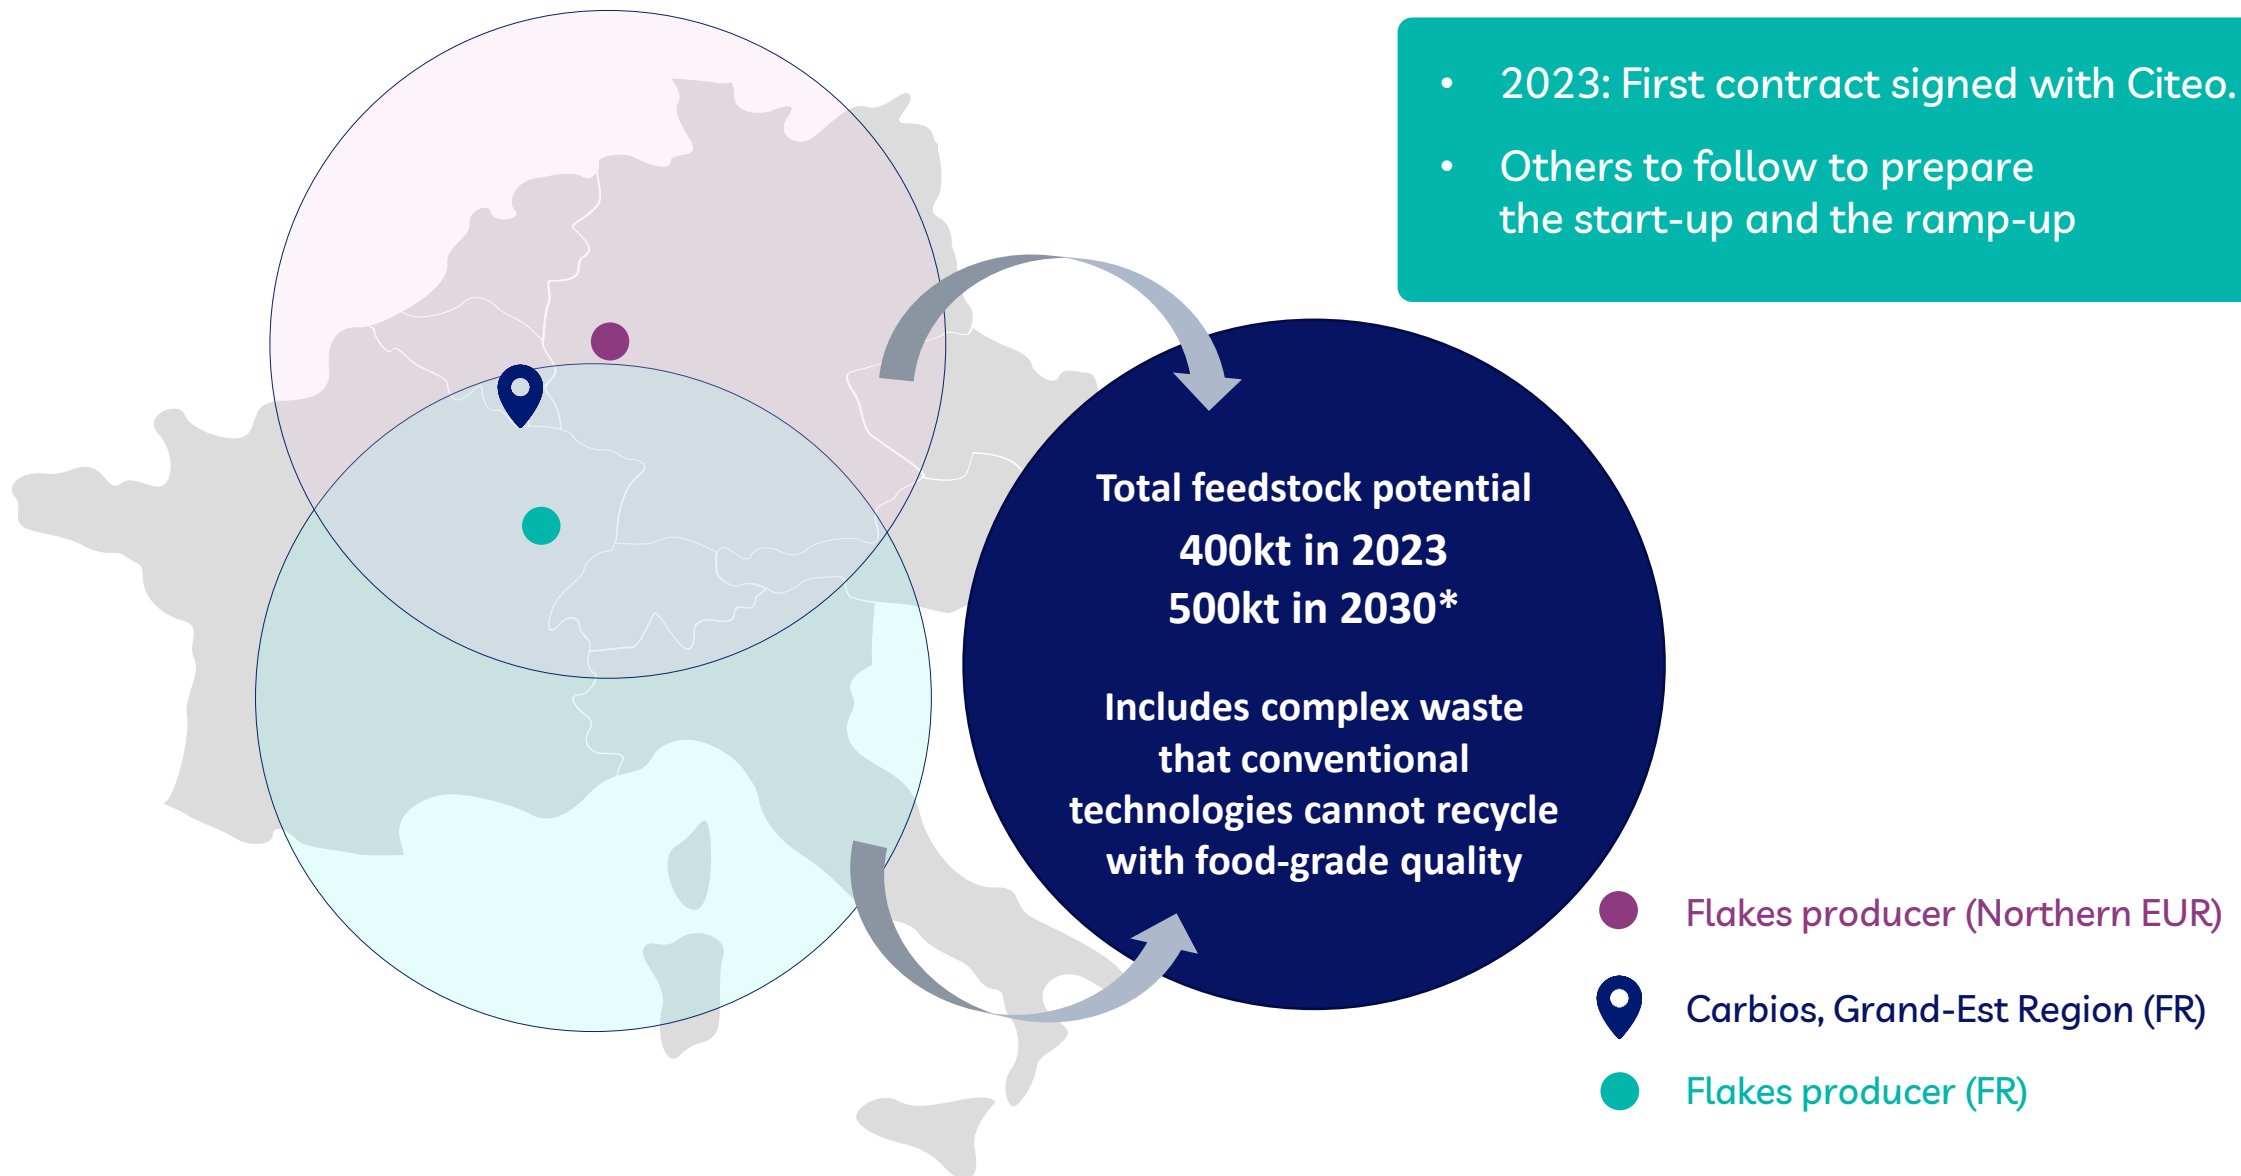 • 2023: First contract signed with Citeo.
• Others to follow to prepare
the start-up and the ramp-up
Total feedstock potential
400kt in 2023
500kt in 2030*
Includes complex waste
that conventional
technologies cannot recycle
with food-grade quality
Flakes producer (Northern EUR)
Carbios, Grand-Est Region (FR)
Flakes producer (FR)